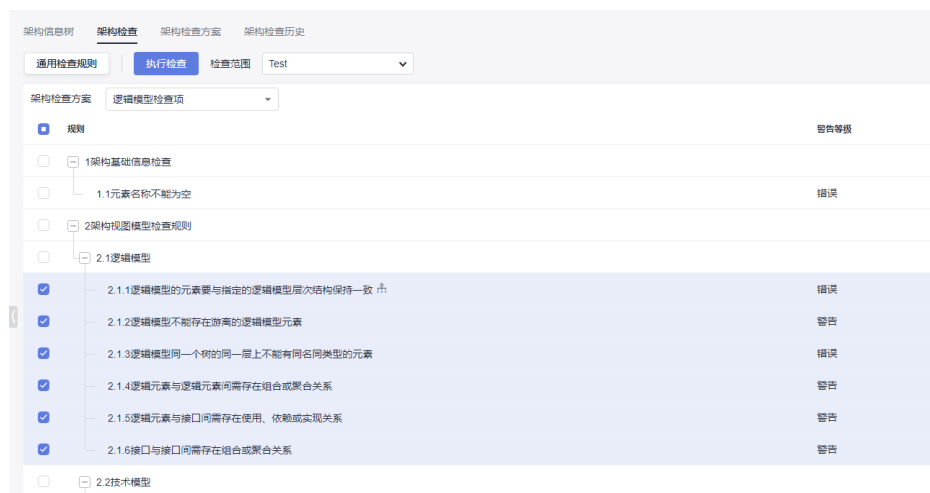 架构信息树 架构检查 架构检查方案 架构检查历史
通用检查规则 执行检查 检查范围 Test
架构检查方案 逻辑模型检查项
规则 警告等级
1架构基础信息检查
1.1元素名称不能为空 错误
2架构视图模型检查规则
2.1逻辑模型
2.1.1逻辑模型的元素要与指定的逻辑模型层次结构保持一致 错误
2.1.2逻辑模型不能存在游离的逻辑模型元素 警告
2.1.3逻辑模型同一个树的同一层上不能有同名同类型的元素 错误
2.1.4逻辑元素与逻辑元素间需存在组合或聚合关系 警告
2.1.5逻辑元素与接口间需存在使用、依赖或实现关系 警告
2.1.6接口与接口间需存在组合或聚合关系 警告
2.2技术模型